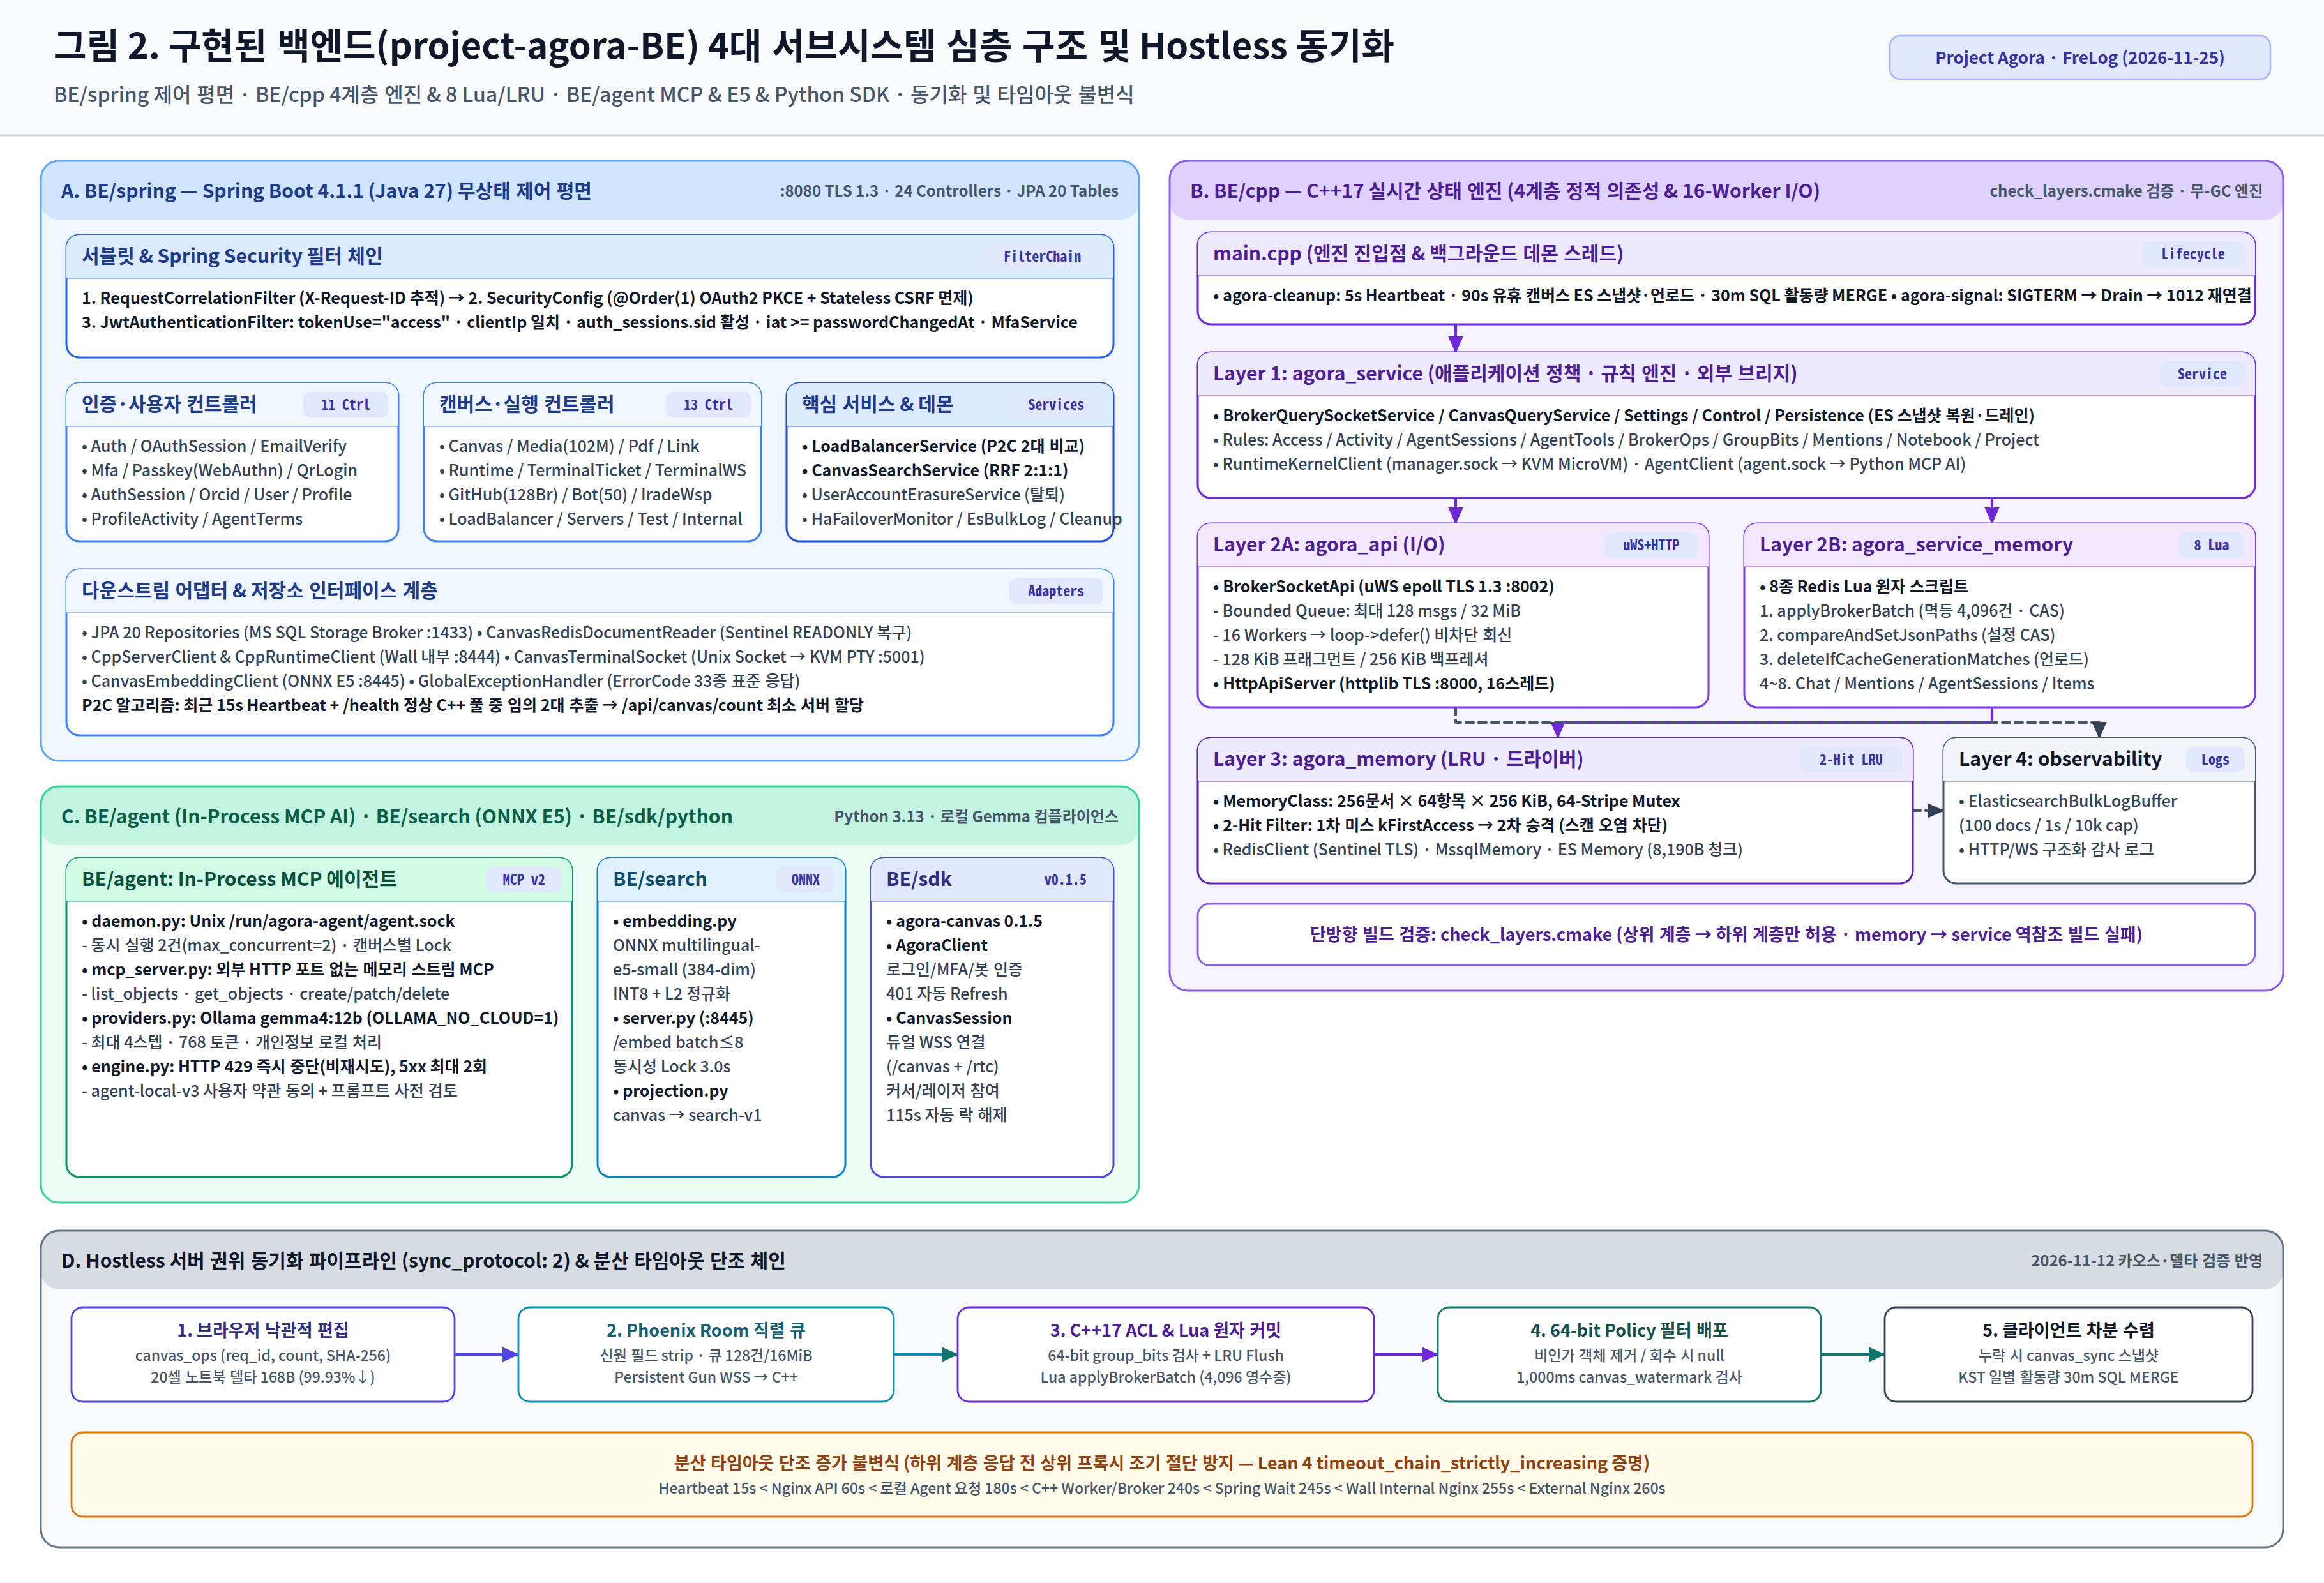 그림 2. 구현된 백엔드(project-agora-BE) 4대 서브시스템 심층 구조 및 Hostless 동기화
BE/spring 제어 평면 · BE/cpp 4계층 엔진 & 8 Lua/LRU · BE/agent MCP & E5 & Python SDK · 동기화 및 타임아웃 불변식
Project Agora · FreLog (2026-11-25)
A. BE/spring — Spring Boot 4.1.1 (Java 27) 무상태 제어 평면
:8080 TLS 1.3 · 24 Controllers · JPA 20 Tables
서블릿 & Spring Security 필터 체인
FilterChain
1. RequestCorrelationFilter (X-Request-ID 추적) → 2. SecurityConfig (@Order(1) OAuth2 PKCE + Stateless CSRF 면제)
3. JwtAuthenticationFilter: tokenUse="access" · clientIp 일치 · auth_sessions.sid 활성 · iat >= passwordChangedAt · MfaService
인증·사용자 컨트롤러
11 Ctrl
• Auth / OAuthSession / EmailVerify
• Mfa / Passkey(WebAuthn) / QrLogin
• AuthSession / Orcid / User / Profile
• ProfileActivity / AgentTerms
캔버스·실행 컨트롤러
13 Ctrl
• Canvas / Media(102M) / Pdf / Link
• Runtime / TerminalTicket / TerminalWS
• GitHub(128Br) / Bot(50) / IradeWsp
• LoadBalancer / Servers / Test / Internal
핵심 서비스 & 데몬
Services
• LoadBalancerService (P2C 2대 비교)
• CanvasSearchService (RRF 2:1:1)
• UserAccountErasureService (탈퇴)
• HaFailoverMonitor / EsBulkLog / Cleanup
다운스트림 어댑터 & 저장소 인터페이스 계층
Adapters
• JPA 20 Repositories (MS SQL Storage Broker :1433) • CanvasRedisDocumentReader (Sentinel READONLY 복구)
• CppServerClient & CppRuntimeClient (Wall 내부 :8444) • CanvasTerminalSocket (Unix Socket → KVM PTY :5001)
• CanvasEmbeddingClient (ONNX E5 :8445) • GlobalExceptionHandler (ErrorCode 33종 표준 응답)
P2C 알고리즘: 최근 15s Heartbeat + /health 정상 C++ 풀 중 임의 2대 추출 → /api/canvas/count 최소 서버 할당
B. BE/cpp — C++17 실시간 상태 엔진 (4계층 정적 의존성 & 16-Worker I/O)
check_layers.cmake 검증 · 무-GC 엔진
main.cpp (엔진 진입점 & 백그라운드 데몬 스레드)
Lifecycle
• agora-cleanup: 5s Heartbeat · 90s 유휴 캔버스 ES 스냅샷·언로드 · 30m SQL 활동량 MERGE • agora-signal: SIGTERM → Drain → 1012 재연결
Layer 1: agora_service (애플리케이션 정책 · 규칙 엔진 · 외부 브리지)
Service
• BrokerQuerySocketService / CanvasQueryService / Settings / Control / Persistence (ES 스냅샷 복원·드레인)
• Rules: Access / Activity / AgentSessions / AgentTools / BrokerOps / GroupBits / Mentions / Notebook / Project
• RuntimeKernelClient (manager.sock → KVM MicroVM) · AgentClient (agent.sock → Python MCP AI)
Layer 2A: agora_api (I/O)
uWS+HTTP
• BrokerSocketApi (uWS epoll TLS 1.3 :8002)
- Bounded Queue: 최대 128 msgs / 32 MiB
- 16 Workers → loop->defer() 비차단 회신
- 128 KiB 프래그먼트 / 256 KiB 백프레셔
• HttpApiServer (httplib TLS :8000, 16스레드)
Layer 2B: agora_service_memory
8 Lua
• 8종 Redis Lua 원자 스크립트
1. applyBrokerBatch (멱등 4,096건 · CAS)
2. compareAndSetJsonPaths (설정 CAS)
3. deleteIfCacheGenerationMatches (언로드)
4~8. Chat / Mentions / AgentSessions / Items
Layer 3: agora_memory (LRU · 드라이버)
2-Hit LRU
• MemoryClass: 256문서 × 64항목 × 256 KiB, 64-Stripe Mutex
• 2-Hit Filter: 1차 미스 kFirstAccess → 2차 승격 (스캔 오염 차단)
• RedisClient (Sentinel TLS) · MssqlMemory · ES Memory (8,190B 청크)
Layer 4: observability
Logs
• ElasticsearchBulkLogBuffer
(100 docs / 1s / 10k cap)
• HTTP/WS 구조화 감사 로그
단방향 빌드 검증: check_layers.cmake (상위 계층 → 하위 계층만 허용 · memory → service 역참조 빌드 실패)
C. BE/agent (In-Process MCP AI) · BE/search (ONNX E5) · BE/sdk/python
Python 3.13 · 로컬 Gemma 컴플라이언스
BE/agent: In-Process MCP 에이전트
MCP v2
• daemon.py: Unix /run/agora-agent/agent.sock
- 동시 실행 2건(max_concurrent=2) · 캔버스별 Lock
• mcp_server.py: 외부 HTTP 포트 없는 메모리 스트림 MCP
- list_objects · get_objects · create/patch/delete
• providers.py: Ollama gemma4:12b (OLLAMA_NO_CLOUD=1)
- 최대 4스텝 · 768 토큰 · 개인정보 로컬 처리
• engine.py: HTTP 429 즉시 중단(비재시도), 5xx 최대 2회
- agent-local-v3 사용자 약관 동의 + 프롬프트 사전 검토
BE/search
ONNX
• embedding.py
ONNX multilingual-
e5-small (384-dim)
INT8 + L2 정규화
• server.py (:8445)
/embed batch≤8
동시성 Lock 3.0s
• projection.py
canvas → search-v1
BE/sdk
v0.1.5
• agora-canvas 0.1.5
• AgoraClient
로그인/MFA/봇 인증
401 자동 Refresh
• CanvasSession
듀얼 WSS 연결
(/canvas + /rtc)
커서/레이저 참여
115s 자동 락 해제
D. Hostless 서버 권위 동기화 파이프라인 (sync_protocol: 2) & 분산 타임아웃 단조 체인
2026-11-12 카오스·델타 검증 반영
1. 브라우저 낙관적 편집
canvas_ops (req_id, count, SHA-256)
20셀 노트북 델타 168B (99.93%↓)
2. Phoenix Room 직렬 큐
신원 필드 strip · 큐 128건/16MiB
Persistent Gun WSS → C++
3. C++17 ACL & Lua 원자 커밋
64-bit group_bits 검사 + LRU Flush
Lua applyBrokerBatch (4,096 영수증)
4. 64-bit Policy 필터 배포
비인가 객체 제거 / 회수 시 null
1,000ms canvas_watermark 검사
5. 클라이언트 차분 수렴
누락 시 canvas_sync 스냅샷
KST 일별 활동량 30m SQL MERGE
분산 타임아웃 단조 증가 불변식 (하위 계층 응답 전 상위 프록시 조기 절단 방지 — Lean 4 timeout_chain_strictly_increasing 증명)
Heartbeat 15s < Nginx API 60s < 로컬 Agent 요청 180s < C++ Worker/Broker 240s < Spring Wait 245s < Wall Internal Nginx 255s < External Nginx 260s